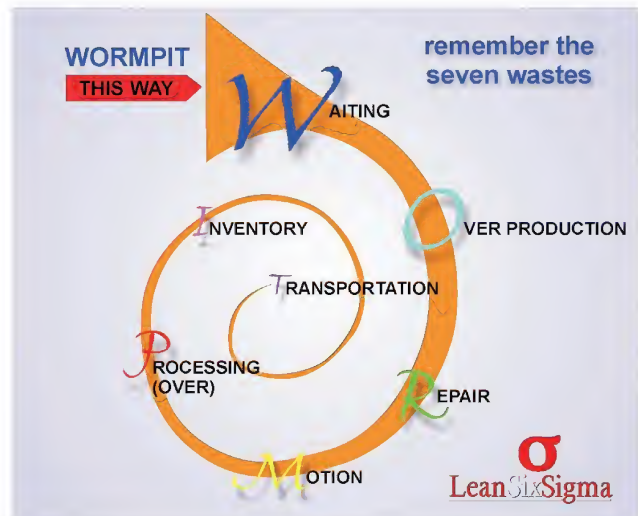 WORMPIT
THIS WAY
remember the
seven wastes
WAITING
OVER PRODUCTION
REPAIR
MOTION
PROCESSING
(OVER)
INVENTORY
TRANSPORTATION
σ
LeanSixSigma